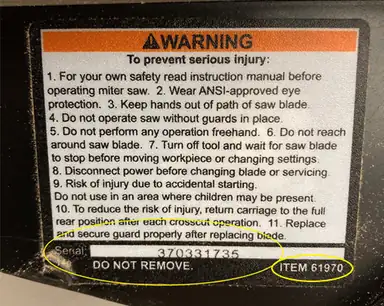 ⚠WARNING
To prevent serious injury:
1. For your own safety read instruction manual before
operating miter saw. 2. Wear ANSI-approved eye
protection. 3. Keep hands out of path of saw blade.
4. Do not operate saw without guards in place.
5. Do not perform any operation freehand. 6. Do not reach
around saw blade. 7. Turn off tool and wait for saw blade
to stop before moving workpiece or changing settings.
8. Disconnect power before changing blade or servicing.
9. Risk of injury due to accidental starting.
Do not use in an area where children may be present.
10. To reduce the risk of injury, return carriage to the full
rear position after each crosscut operation. 11. Replace
and secure guard properly after replacing blade.
Serial: 370331735
DO NOT REMOVE. ITEM 61970